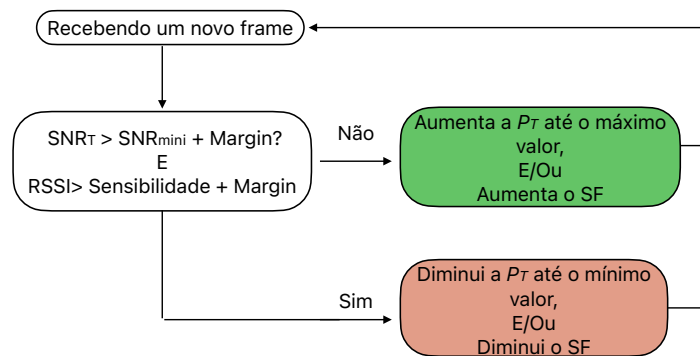 Recebendo um novo frame
SNRT > SNRmini + Margin?
E
RSSI> Sensibilidade + Margin
Não
Aumenta a PT até o máximo
valor,
E/Ou
Aumenta o SF
Sim
Diminui a PT até o mínimo
valor,
E/Ou
Diminui o SF